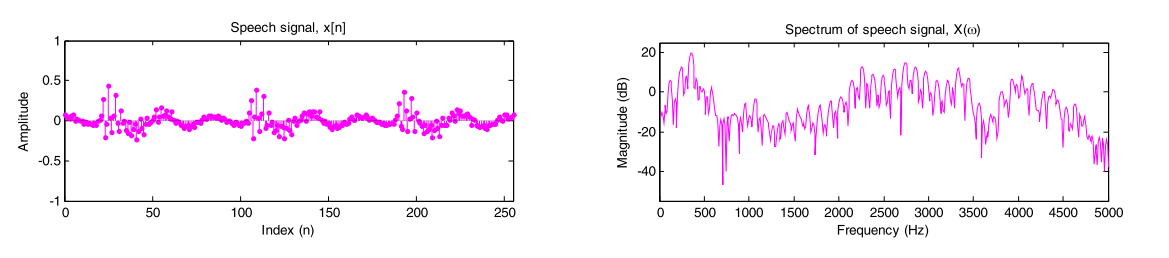 Speech signal, x[n]
1
0.5
0
-0.5
-1
Amplitude
0 50 100 150 200 250
Index (n)
Spectrum of speech signal, X(ω)
20
0
-20
-40
Magnitude (dB)
0 500 1000 1500 2000 2500 3000 3500 4000 4500 5000
Frequency (Hz)